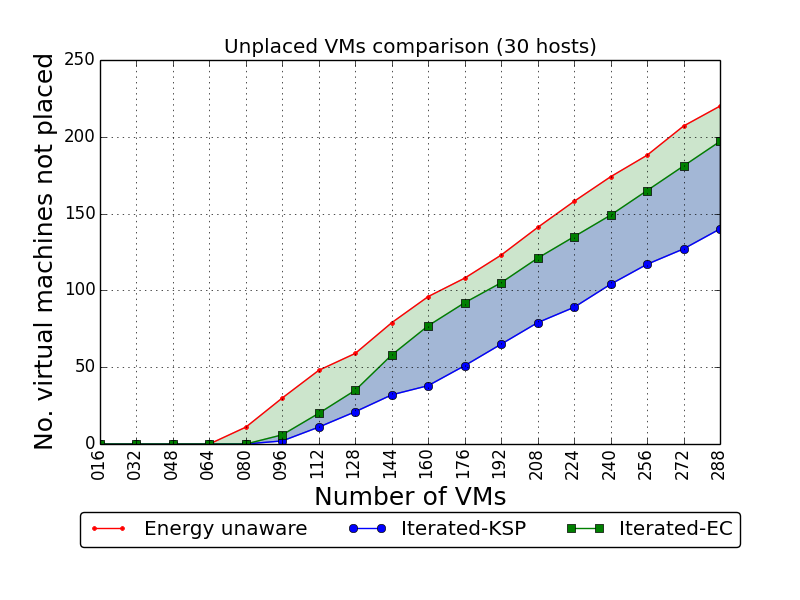 Unplaced VMs comparison (30 hosts)
No. virtual machines not placed
250
200
150
100
50
0
016 032 048 064 080 096 112 128 144 160 176 192 208 224 240 256 272 288
Number of VMs
Energy unaware Iterated-KSP Iterated-EC